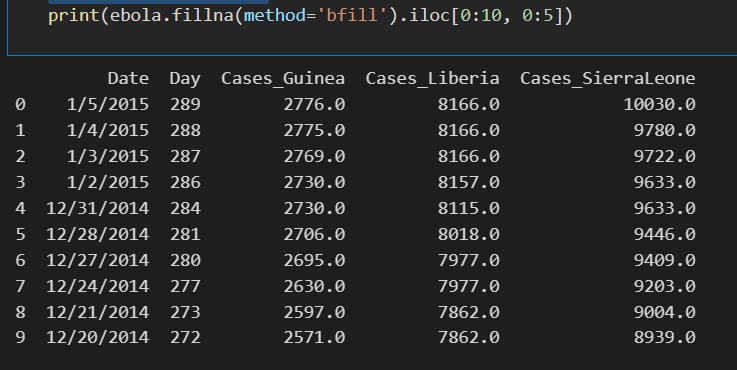 print(ebola.fillna(method='bfill').iloc[0:10, 0:5])
Date Day Cases_Guinea Cases_Liberia Cases_SierraLeone
0 1/5/2015 289 2776.0 8166.0 10030.0
1 1/4/2015 288 2775.0 8166.0 9780.0
2 1/3/2015 287 2769.0 8166.0 9722.0
3 1/2/2015 286 2730.0 8157.0 9633.0
4 12/31/2014 284 2730.0 8115.0 9633.0
5 12/28/2014 281 2706.0 8018.0 9446.0
6 12/27/2014 280 2695.0 7977.0 9409.0
7 12/24/2014 277 2630.0 7977.0 9203.0
8 12/21/2014 273 2597.0 7862.0 9004.0
9 12/20/2014 272 2571.0 7862.0 8939.0